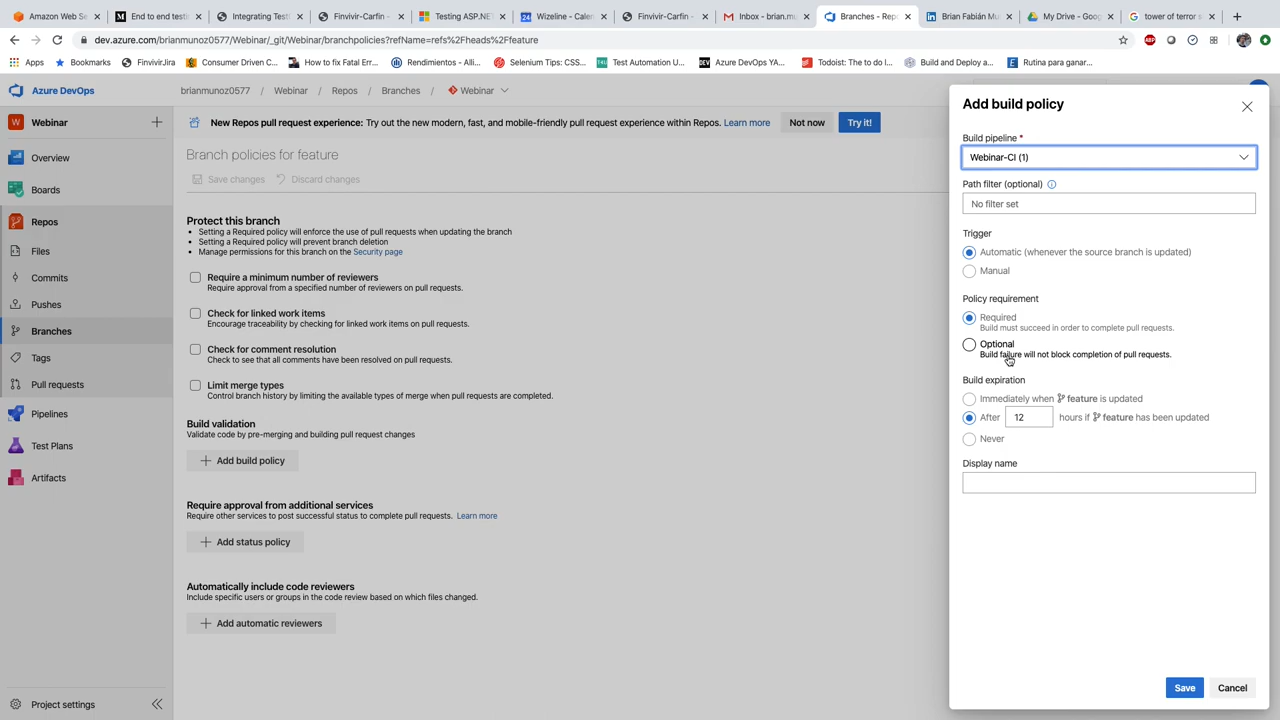 Amazon Web Se
End to end testi
Integrating Testi
Finvivir-Carfin -
Testing ASP.NET
Wizeline - Calen
Finvivir-Carfin -
Inbox - brian.mu
Branches - Repo
Brian Fabián Mu
My Drive - Goog
tower of terror s
dev.azure.com/brianmunoz0577/Webinar/_git/Webinar/branchpolicies?refName=refs%2Fheads%2Ffeature
Apps
Bookmarks
FinvivirJira
Consumer Driven C...
How to fix Fatal Err...
Rendimientos - Alli...
Selenium Tips: CSS...
Test Automation U...
Azure DevOps YA...
Todoist: The to do l...
Build and Deploy a...
Rutina para ganar...
Azure DevOps
brianmunoz0577 / Webinar / Repos / Branches / Webinar
W Webinar
New Repos pull request experience: Try out the new modern, fast, and mobile-friendly pull request experience within Repos. Learn more
Not now
Try it!
Overview
Boards
Repos
Files
Commits
Pushes
Branches
Tags
Pull requests
Pipelines
Test Plans
Artifacts
Project settings
Branch policies for feature
Save changes
Discard changes
Protect this branch
• Setting a Required policy will enforce the use of pull requests when updating the branch
• Setting a Required policy will prevent branch deletion
• Manage permissions for this branch on the Security page
Require a minimum number of reviewers
Require approval from a specified number of reviewers on pull requests.
Check for linked work items
Encourage traceability by checking for linked work items on pull requests.
Check for comment resolution
Check to see that all comments have been resolved on pull requests.
Limit merge types
Control branch history by limiting the available types of merge when pull requests are completed.
Build validation
Validate code by pre-merging and building pull request changes
Add build policy
Require approval from additional services
Require other services to post successful status to complete pull requests. Learn more
Add status policy
Automatically include code reviewers
Include specific users or groups in the code review based on which files changed.
Add automatic reviewers
Add build policy
Build pipeline *
Webinar-CI (1)
Path filter (optional)
No filter set
Trigger
Automatic (whenever the source branch is updated)
Manual
Policy requirement
Required
Build must succeed in order to complete pull requests.
Optional
Build failure will not block completion of pull requests.
Build expiration
Immediately when feature is updated
After 12 hours if feature has been updated
Never
Display name
Save
Cancel